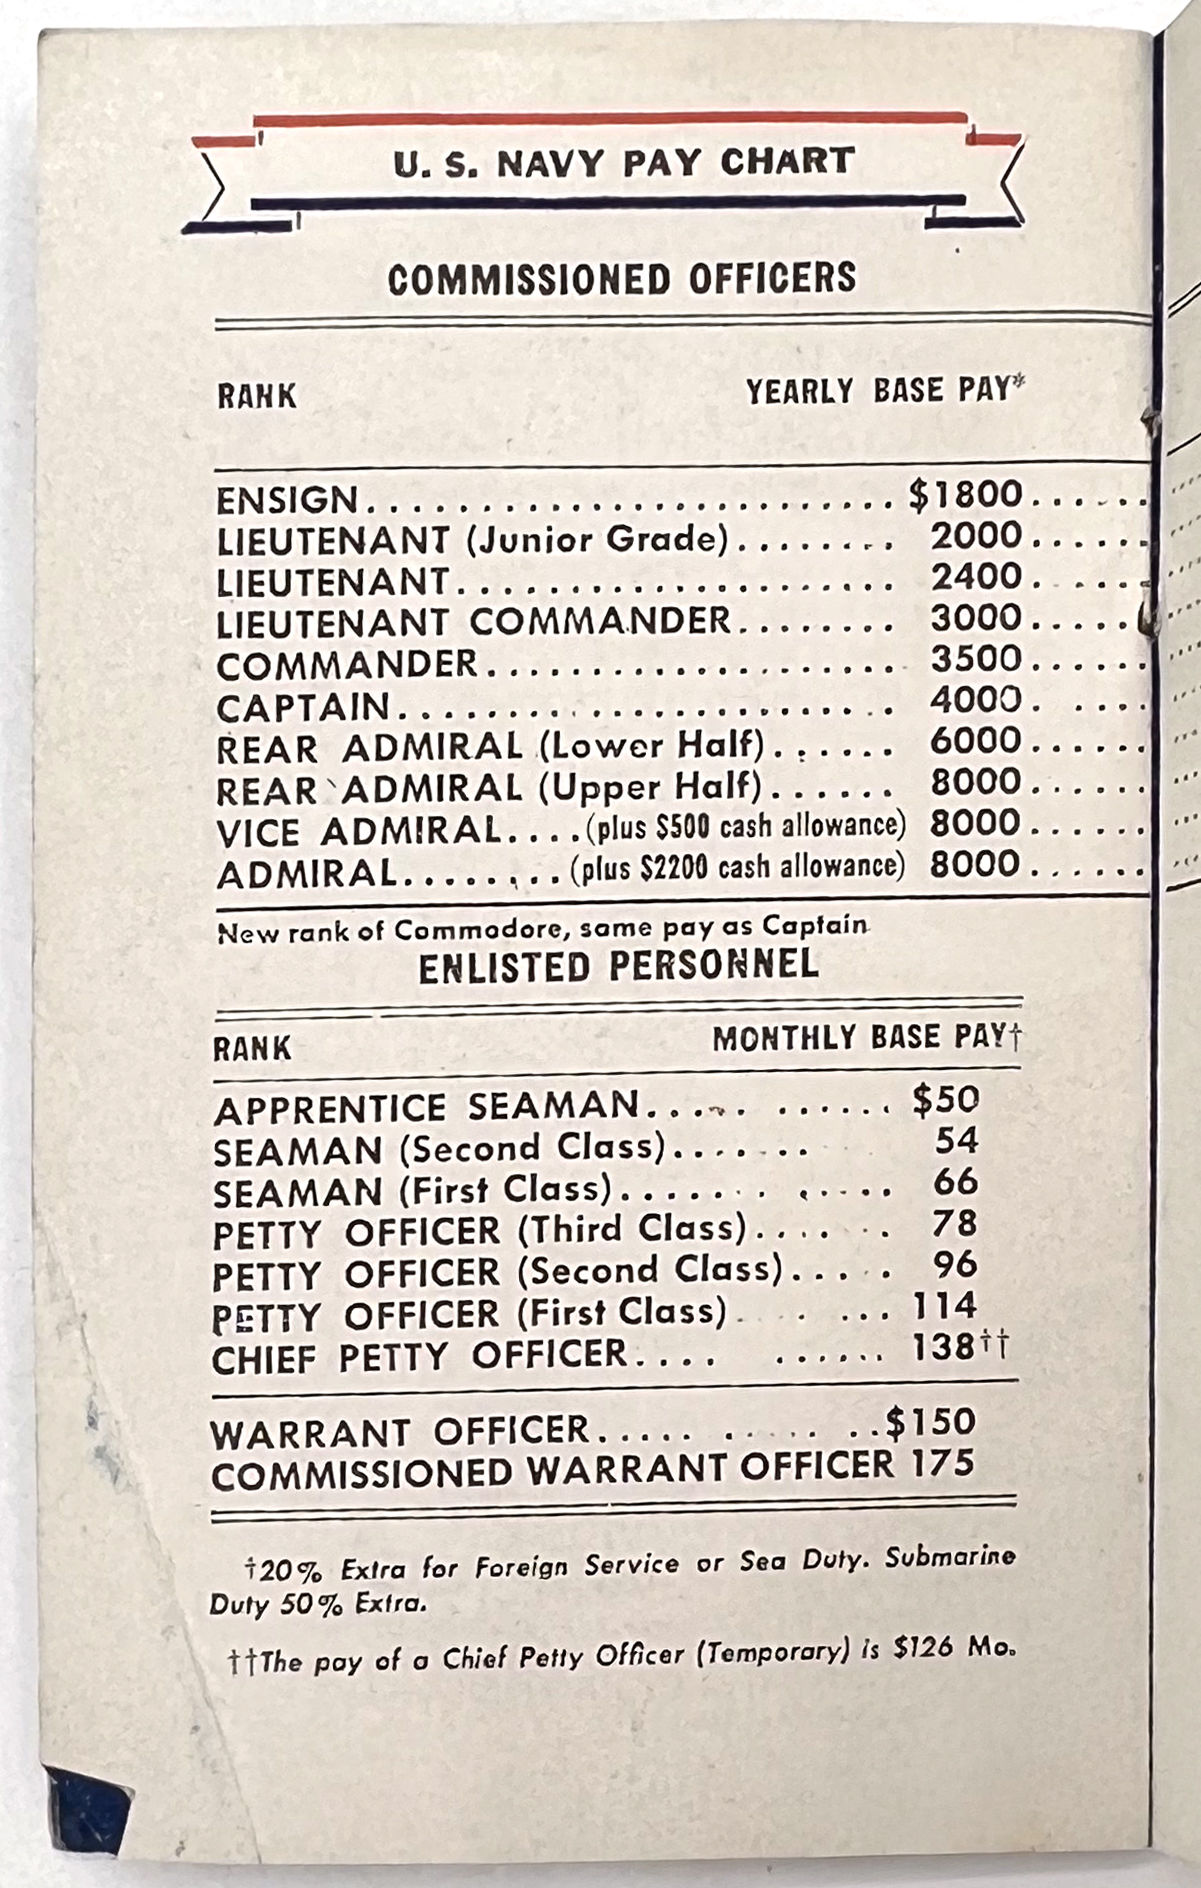 U. S. NAVY PAY CHART
COMMISSIONED OFFICERS
RANK YEARLY BASE PAY*
ENSIGN.......................... $1800......
LIEUTENANT (Junior Grade)........ 2000......
LIEUTENANT...................... 2400......
LIEUTENANT COMMANDER........ 3000......
COMMANDER.................... 3500......
CAPTAIN........................ 4000......
REAR ADMIRAL (Lower Half)...... 6000......
REAR ADMIRAL (Upper Half)...... 8000......
VICE ADMIRAL....(plus $500 cash allowance) 8000......
ADMIRAL........(plus $2200 cash allowance) 8000......
New rank of Commodore, same pay as Captain
ENLISTED PERSONNEL
RANK MONTHLY BASE PAY†
APPRENTICE SEAMAN..... ...... $50
SEAMAN (Second Class)....... 54
SEAMAN (First Class)....... ..... 66
PETTY OFFICER (Third Class)....... 78
PETTY OFFICER (Second Class)..... 96
PETTY OFFICER (First Class).. ... 114
CHIEF PETTY OFFICER.... ...... 138††
WARRANT OFFICER..... ..... ..$150
COMMISSIONED WARRANT OFFICER 175
†20% Extra for Foreign Service or Sea Duty. Submarine
Duty 50% Extra.
††The pay of a Chief Petty Officer (Temporary) is $126 Mo.